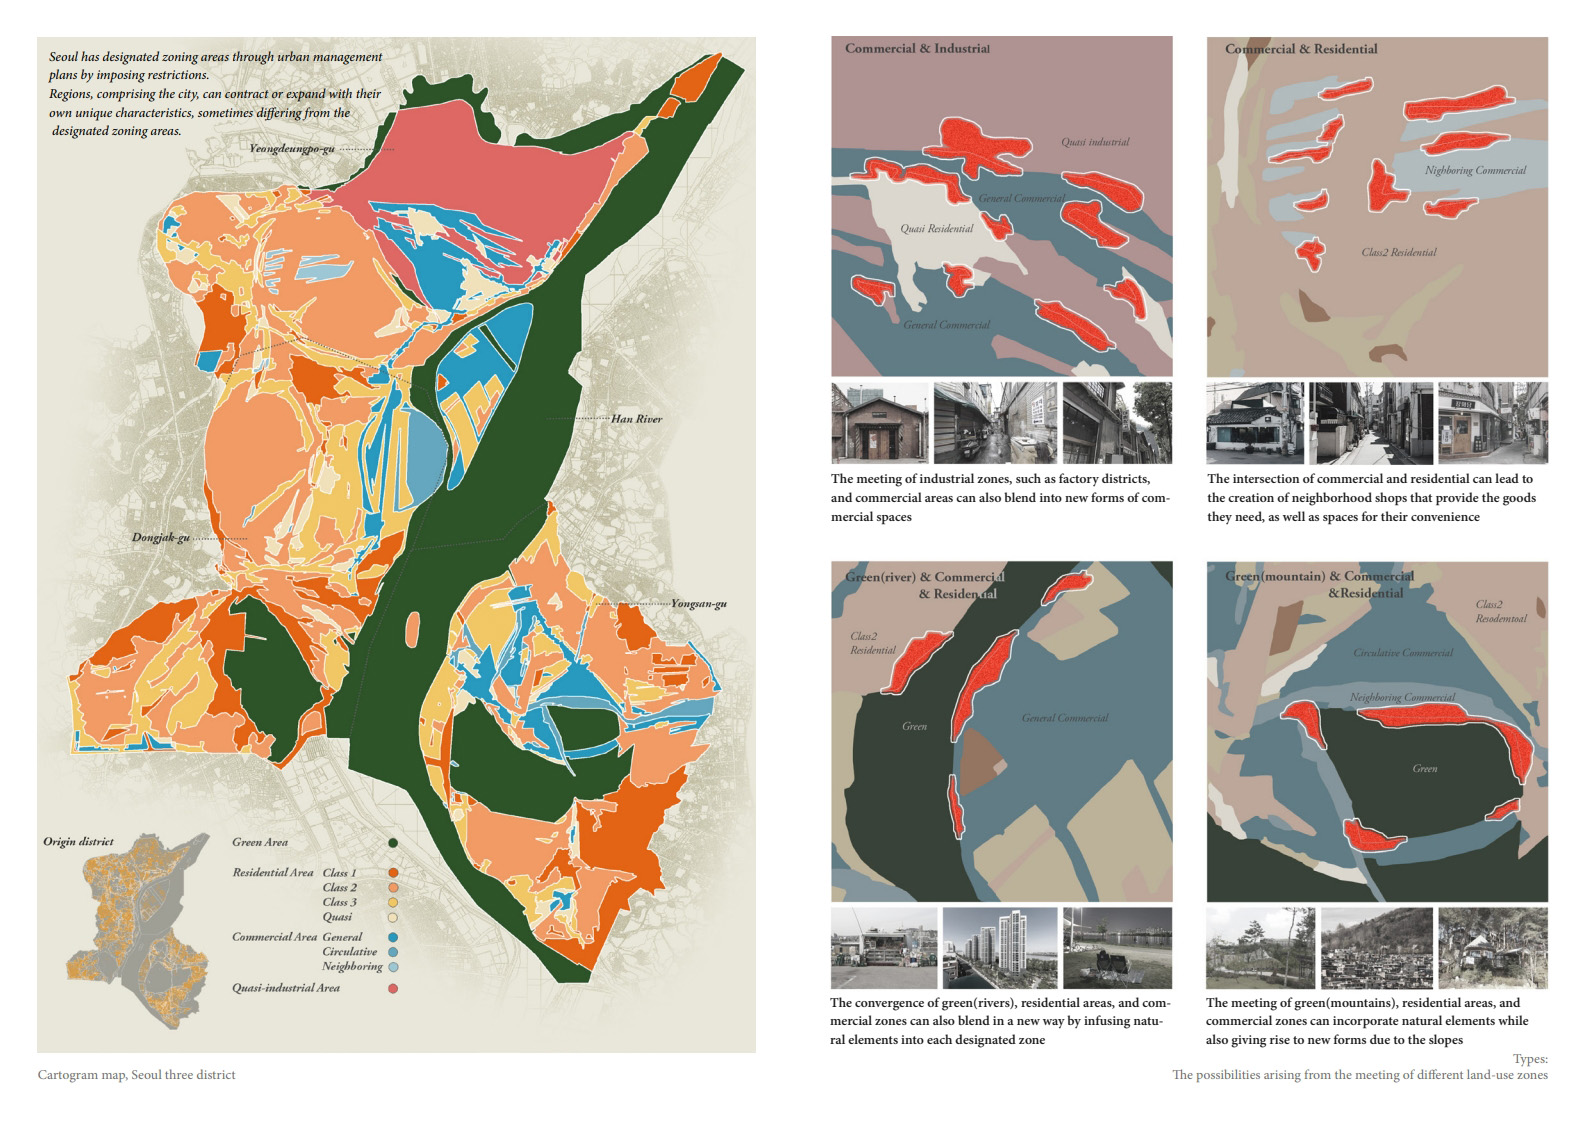 Seoul has designated zoning areas through urban management
plans by imposing restrictions.
Regions, comprising the city, can contract or expand with their
own unique characteristics, sometimes differing from the
designated zoning areas.
Yeongdeungpo-gu
Han River
Dongjak-gu
Yongsan-gu
Origin district
Green Area
Residential Area Class 1
Class 2
Class 3
Quasi
Commercial Area General
Circulative
Neighboring
Quasi-industrial Area
Cartogram map, Seoul three district
Commercial & Industrial
Quasi industrial
General Commercial
Quasi Residential
General Commercial
The meeting of industrial zones, such as factory districts,
and commercial areas can also blend into new forms of com-
mercial spaces
Commercial & Residential
Nighboring Commercial
Class2 Residential
The intersection of commercial and residential can lead to
the creation of neighborhood shops that provide the goods
they need, as well as spaces for their convenience
Green(river) & Commercial
& Residential
Class2
Residential
Green
General Commercial
The convergence of green(rivers), residential areas, and com-
mercial zones can also blend in a new way by infusing natu-
ral elements into each designated zone
Green(mountain) & Commercial
&Residential
Class2
Resodemtoal
Circulative Commercial
Neighboring Commercial
Green
The meeting of green(mountains), residential areas, and
commercial zones can incorporate natural elements while
also giving rise to new forms due to the slopes
Types:
The possibilities arising from the meeting of different land-use zones